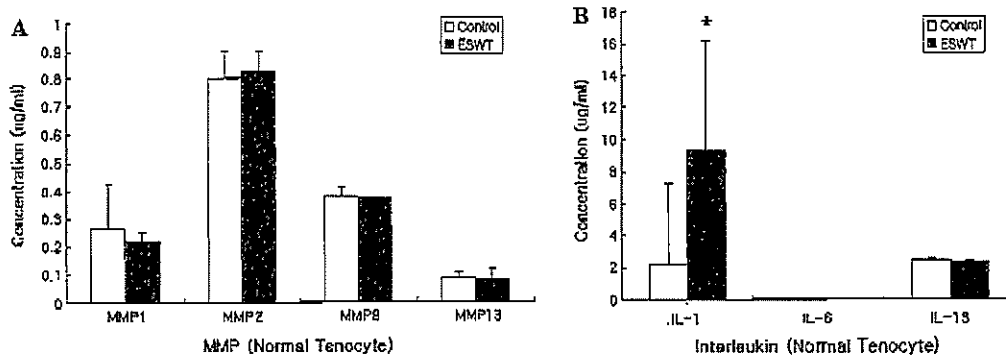 A
Control
ESWT
1
0.9
0.8
0.7
0.6
0.5
0.4
0.3
0.2
0.1
0
Concentration (ug/ml)
MMP1
MMP2
MMP9
MMP13
MMP (Normal Tenocyte)
B
Control
ESWT
18
16
14
12
10
8
6
4
2
0
Concentration (ug/ml)
*
IL-1
IL-6
IL-13
Interleukin (Normal Tenocyte)